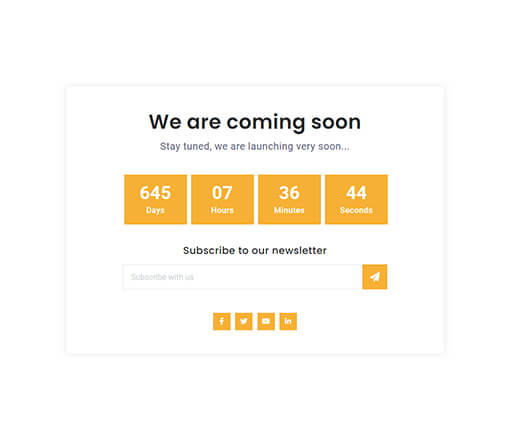 We are coming soon
Stay tuned, we are launching very soon...
645 07 36 44
Days Hours Minutes Seconds
Subscribe to our newsletter
Subscribe with us